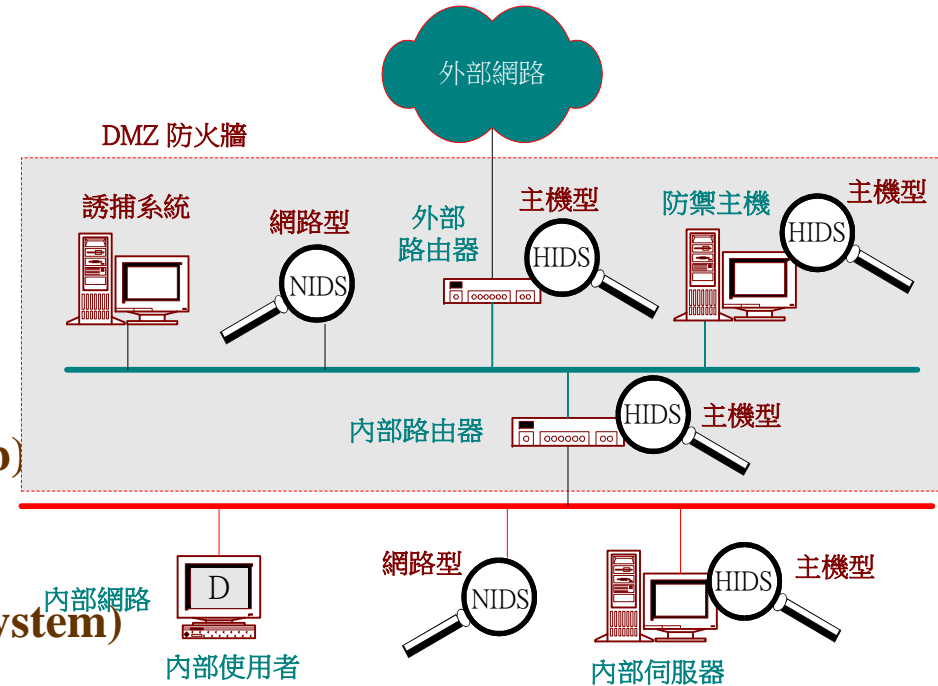 外部網路
DMZ 防火牆
誘捕系統
網路型
NIDS
外部
路由器
主機型
HIDS
防禦主機
主機型
HIDS
內部路由器
HIDS
主機型
o)
內部網路
ystem)
D
內部使用者
網路型
NIDS
HIDS
主機型
內部伺服器